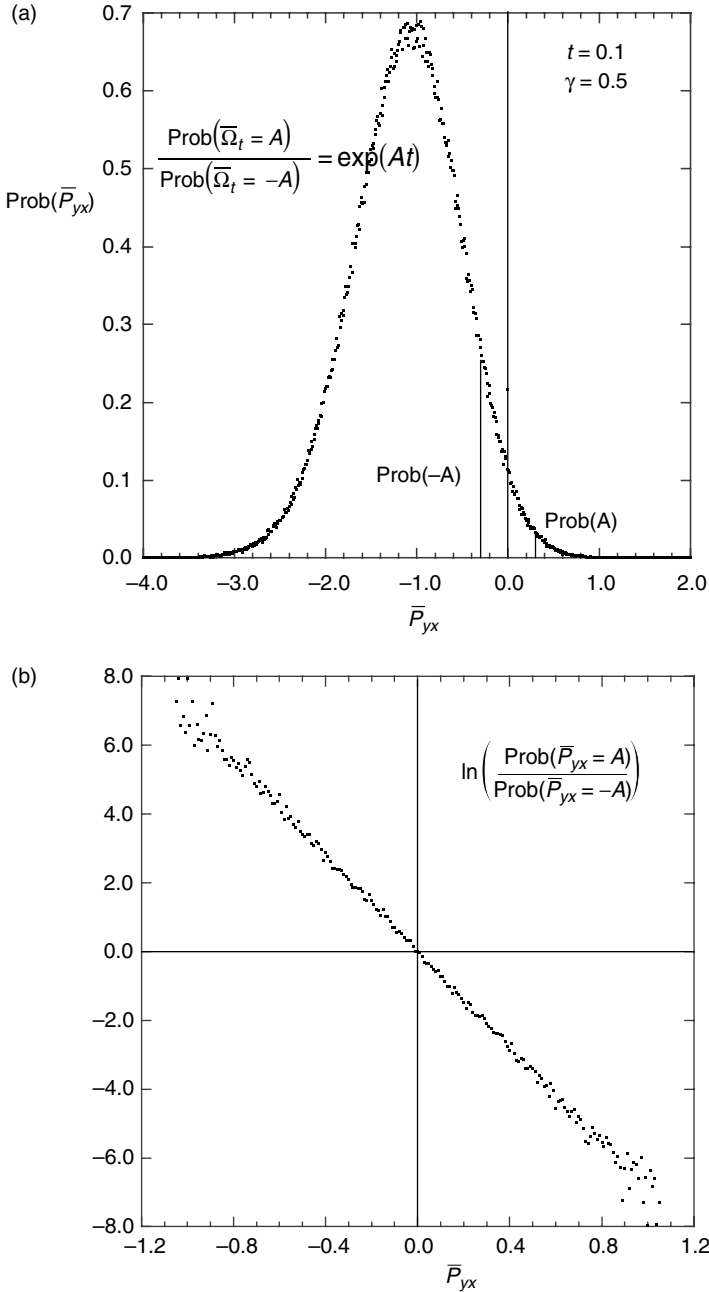 (a)
0.7
0.6
0.5
0.4
0.3
0.2
0.1
0.0
Prob(P̅yx)
t = 0.1
γ = 0.5
Prob(Ω̅t = A)
Prob(Ω̅t = −A)
= exp(At)
Prob(−A)
Prob(A)
−4.0 −3.0 −2.0 −1.0 0.0 1.0 2.0
P̅yx
(b)
8.0
6.0
4.0
2.0
0.0
−2.0
−4.0
−6.0
−8.0
ln( Prob(P̅yx = A)
Prob(P̅yx = −A) )
−1.2 −0.8 −0.4 0.0 0.4 0.8 1.2
P̅yx